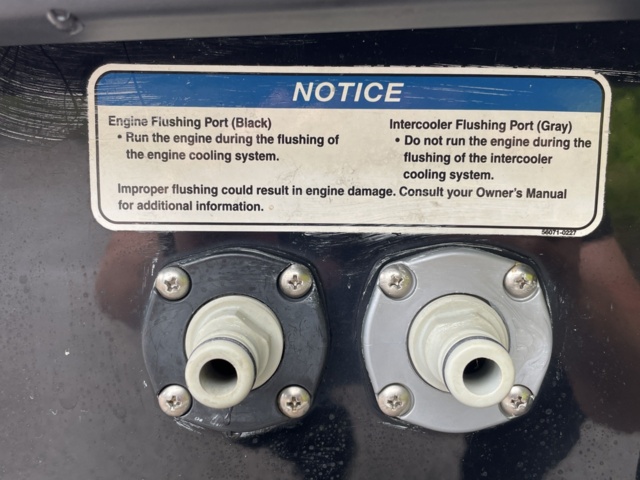 NOTICE
Engine Flushing Port (Black)
• Run the engine during the flushing of
the engine cooling system.
Intercooler Flushing Port (Gray)
• Do not run the engine during the
flushing of the intercooler
cooling system.
Improper flushing could result in engine damage. Consult your Owner's Manual
for additional information.
56071-0227